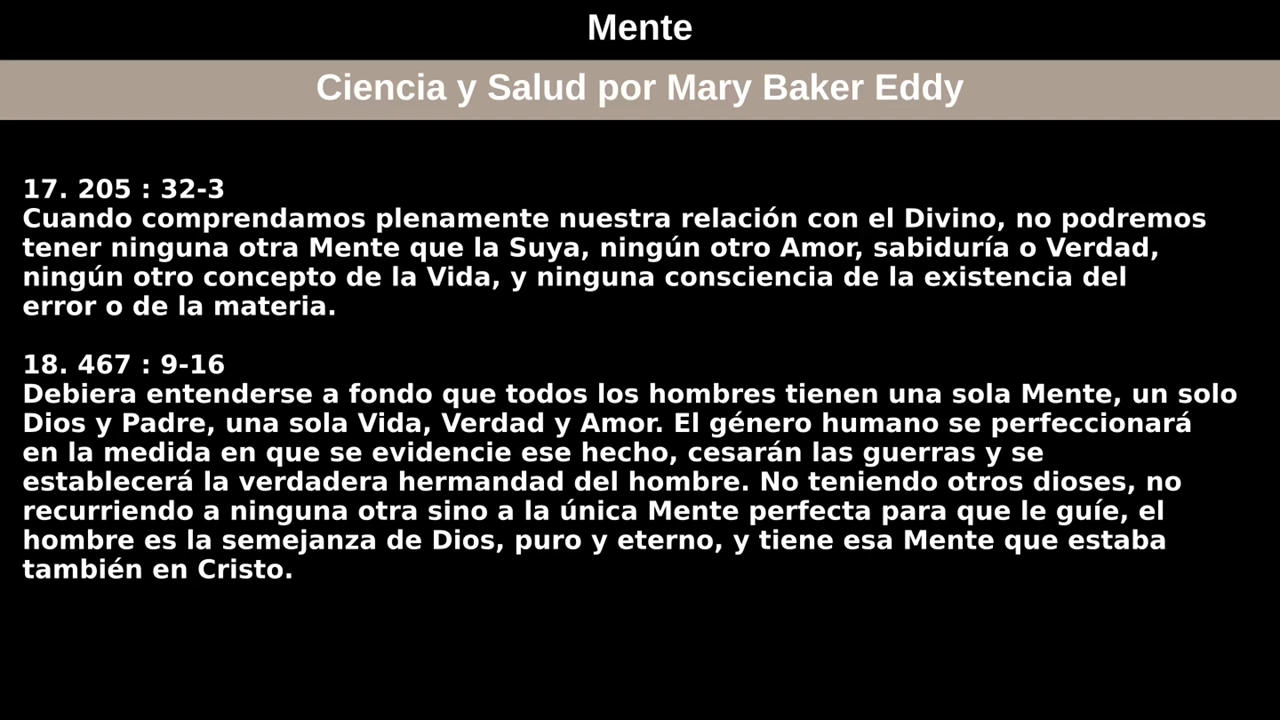 Mente
Ciencia y Salud por Mary Baker Eddy
17. 205 : 32-3
Cuando comprendamos plenamente nuestra relación con el Divino, no podremos
tener ninguna otra Mente que la Suya, ningún otro Amor, sabiduría o Verdad,
ningún otro concepto de la Vida, y ninguna consciencia de la existencia del
error o de la materia.
18. 467 : 9-16
Debiera entenderse a fondo que todos los hombres tienen una sola Mente, un solo
Dios y Padre, una sola Vida, Verdad y Amor. El género humano se perfeccionará
en la medida en que se evidencie ese hecho, cesarán las guerras y se
establecerá la verdadera hermandad del hombre. No teniendo otros dioses, no
recurriendo a ninguna otra sino a la única Mente perfecta para que le guíe, el
hombre es la semejanza de Dios, puro y eterno, y tiene esa Mente que estaba
también en Cristo.